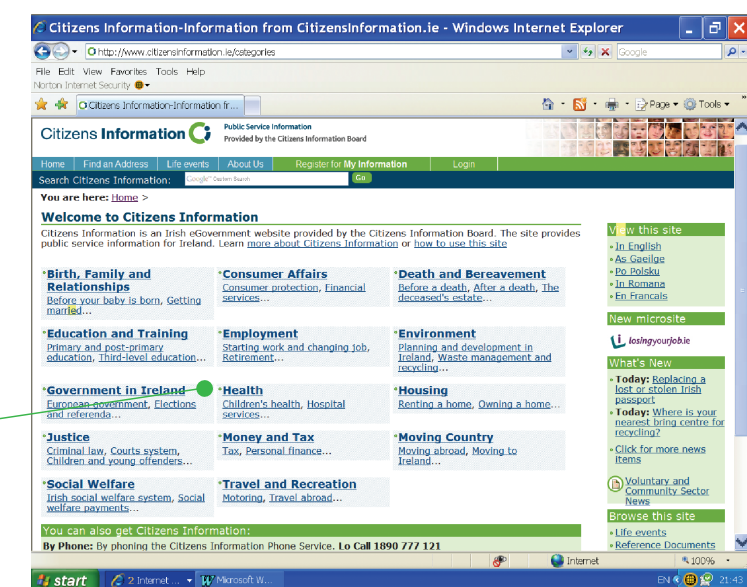 Citizens Information-Information from CitizensInformation.ie - Windows Internet Explorer
http://www.citizensinformation.ie/categories
Google
File Edit View Favorites Tools Help
Norton Internet Security
Citizens Information-Information fr...
Page
Tools
Citizens Information
Public Service Information
Provided by the Citizens Information Board
Home Find an Address Life events About Us Register for My Information Login
Search Citizens Information: Google™ Custom Search Go
You are here: Home >
Welcome to Citizens Information
Citizens Information is an Irish eGovernment website provided by the Citizens Information Board. The site provides
public service information for Ireland. Learn more about Citizens Information or how to use this site
Birth, Family and
Relationships
Before your baby is born, Getting
married...
Consumer Affairs
Consumer protection, Financial
services...
Death and Bereavement
Before a death, After a death, The
deceased's estate...
Education and Training
Primary and post-primary
education, Third-level education...
Employment
Starting work and changing job,
Retirement...
Environment
Planning and development in
Ireland, Waste management and
recycling...
Government in Ireland
European government, Elections
and referenda...
Health
Children's health, Hospital
services...
Housing
Renting a home, Owning a home...
Justice
Criminal law, Courts system,
Children and young offenders...
Money and Tax
Tax, Personal finance...
Moving Country
Moving abroad, Moving to
Ireland...
Social Welfare
Irish social welfare system, Social
welfare payments...
Travel and Recreation
Motoring, Travel abroad...
You can also get Citizens Information:
By Phone: By phoning the Citizens Information Phone Service. Lo Call 1890 777 121
View this site
In English
As Gaeilge
Po Polsku
In Romana
En Francais
New microsite
losingyourjob.ie
What's New
Today: Replacing a
lost or stolen Irish
passport
Today: Where is your
nearest bring centre for
recycling?
Click for more news
items
Voluntary and
Community Sector
News
Browse this site
Life events
Reference Documents
Internet
100%
start
2 Internet ...
Microsoft W...
EN
21:43